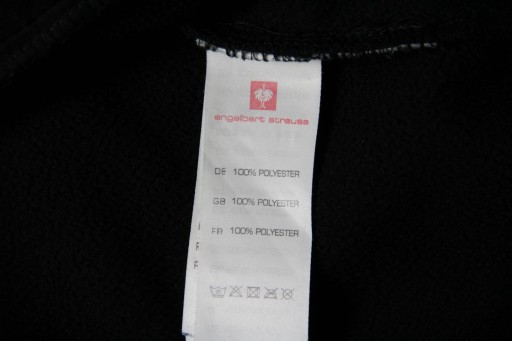 engelbert strauss
DE 100% POLYESTER
GB 100% POLYESTER
FR 100% POLYESTER